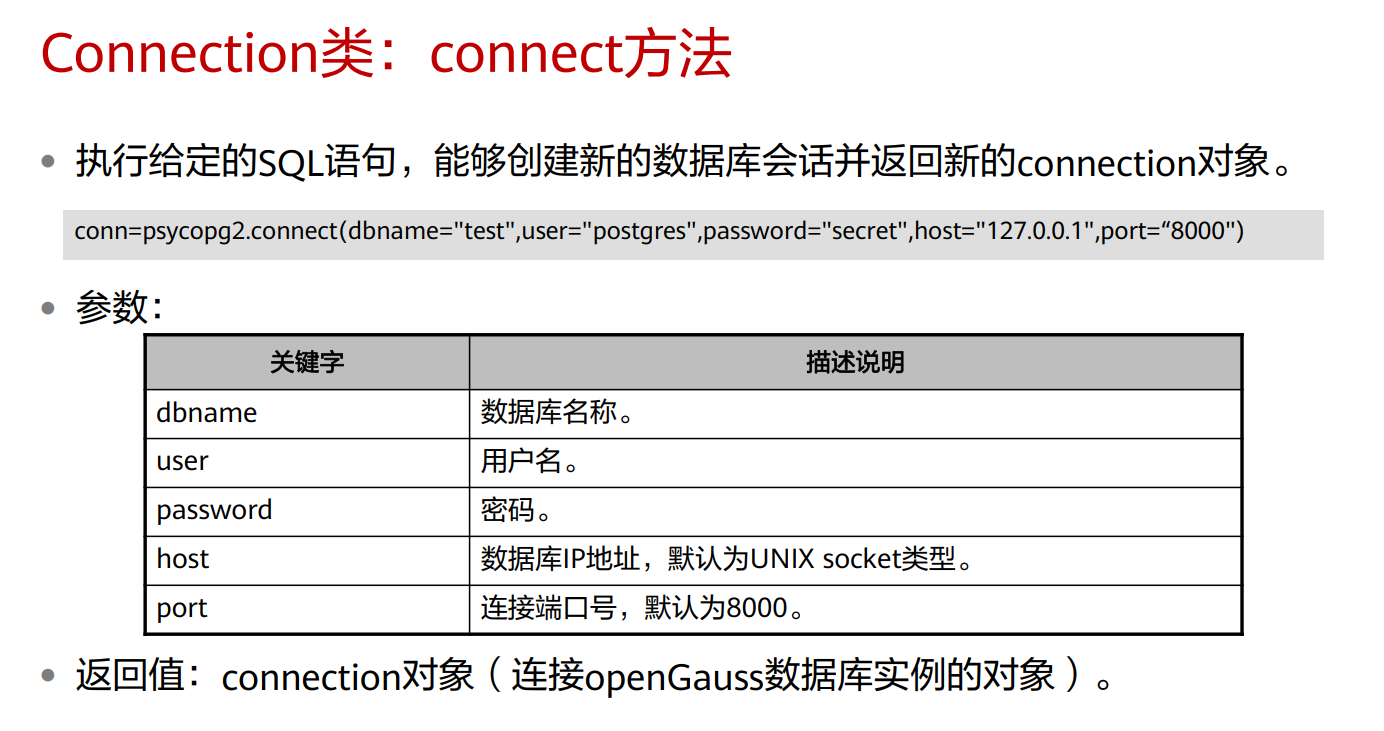 Connection类：connect方法
执行给定的SQL语句，能够创建新的数据库会话并返回新的connection对象。
conn=psycopg2.connect(dbname="test",user="postgres",password="secret",host="127.0.0.1",port=“8000")
参数：
关键字 描述说明
dbname 数据库名称。
user 用户名。
password 密码。
host 数据库IP地址，默认为UNIX socket类型。
port 连接端口号，默认为8000。
返回值：connection对象（连接openGauss数据库实例的对象）。